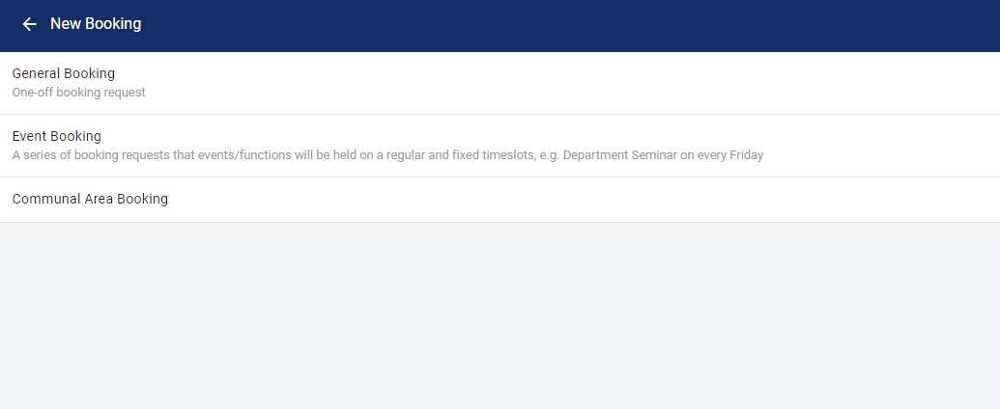 New Booking
General Booking
One-off booking request
Event Booking
A series of booking requests that events/functions will be held on a regular and fixed timeslots, e.g. Department Seminar on every Friday
Communal Area Booking